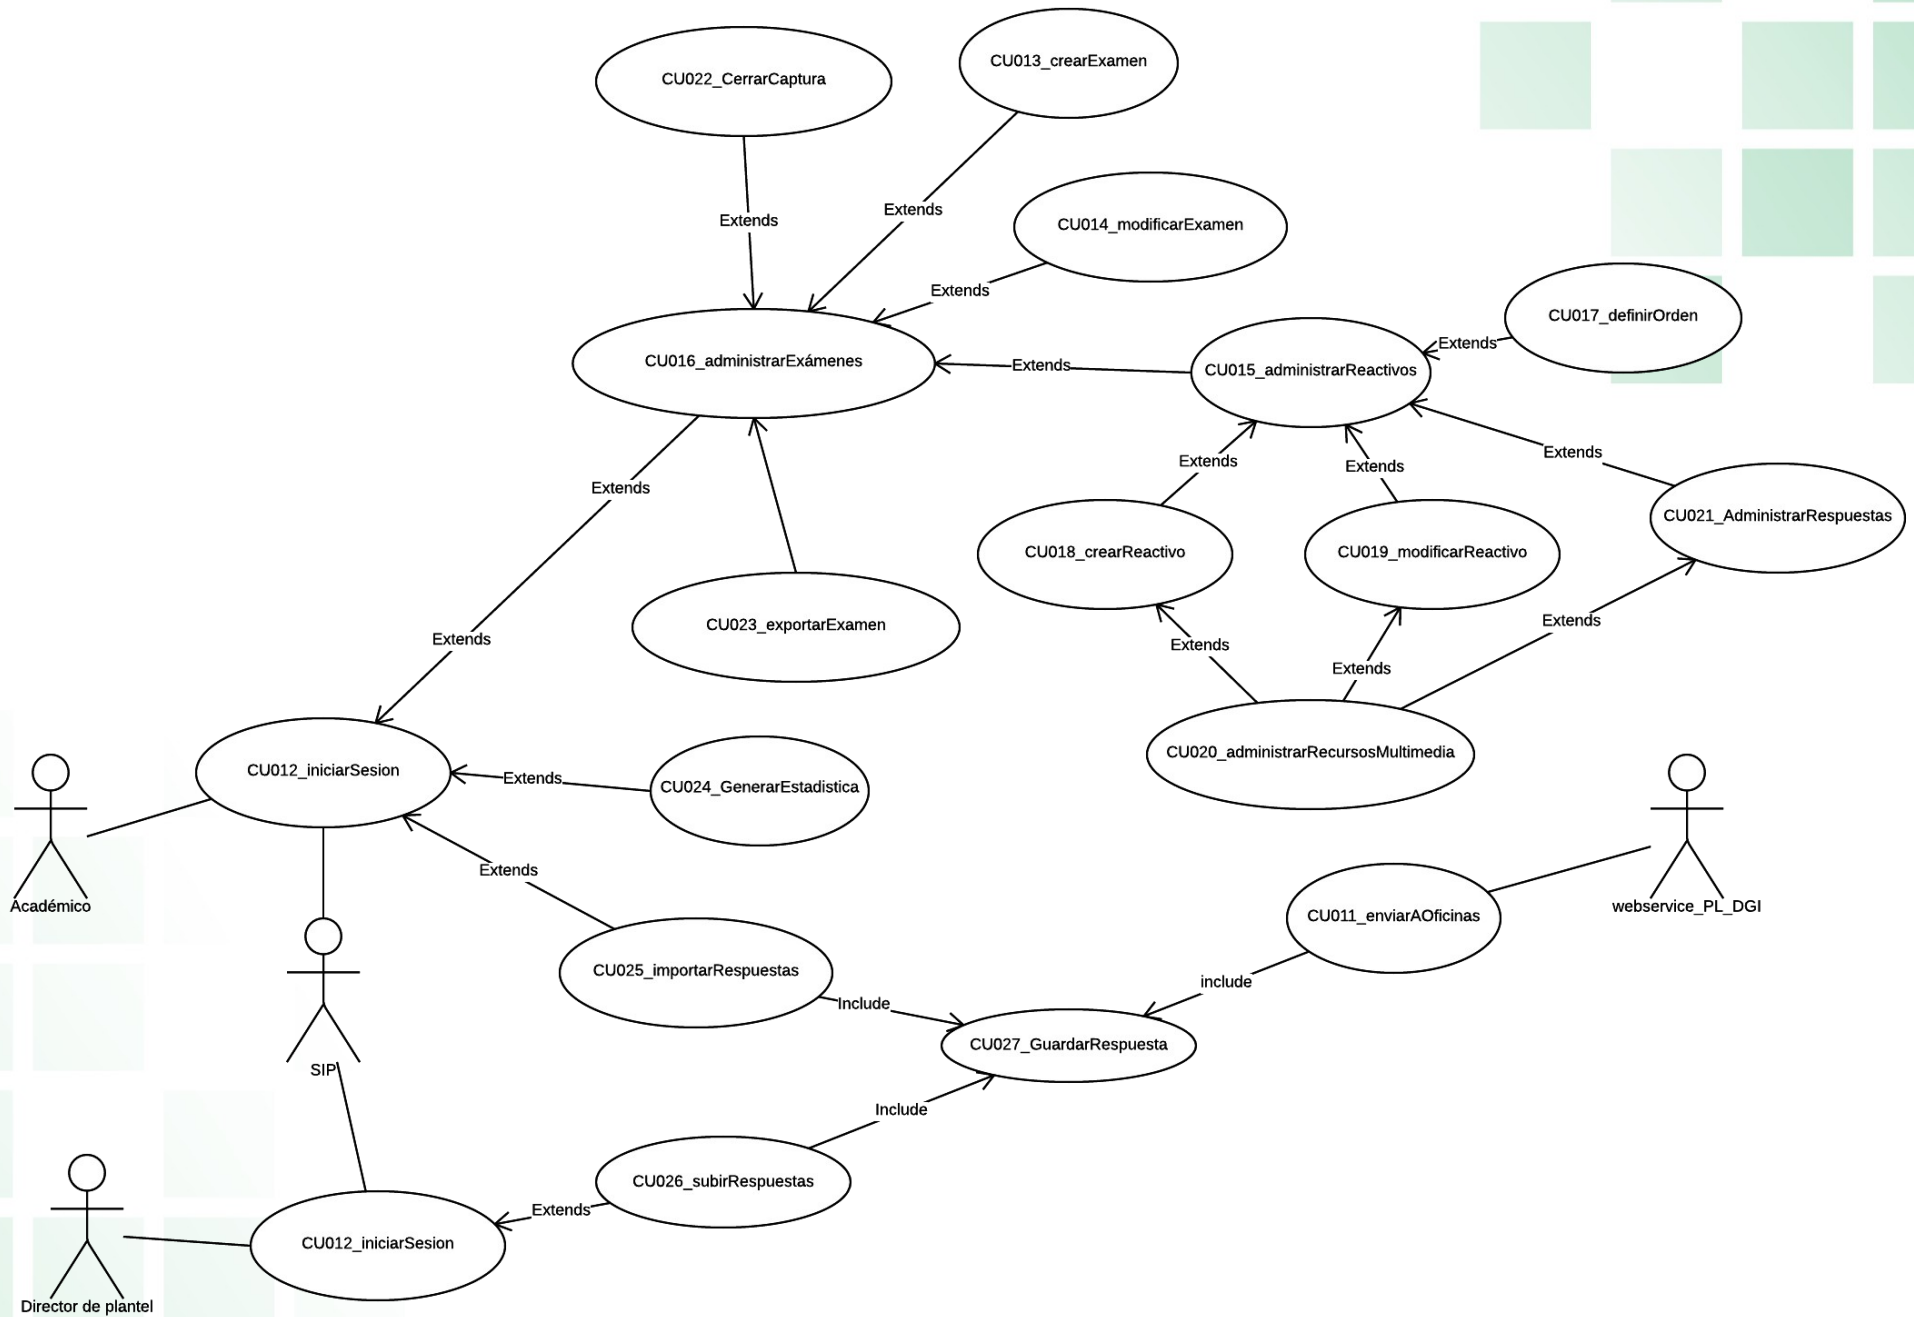 CU013_crearExamen
CU022_CerrarCaptura
Extends
Extends
CU014_modificarExamen
Extends
CU017_definirOrden
Extends
CU016_administrarExámenes
Extends
CU015_administrarReactivos
Extends
Extends
Extends
Extends
CU021_AdministrarRespuestas
CU018_crearReactivo
CU019_modificarReactivo
CU023_exportarExamen
Extends
Extends
Extends
Extends
CU020_administrarRecursosMultimedia
CU012_iniciarSesion
Extends
CU024_GenerarEstadistica
Extends
Académico
webservice_PL_DGI
CU011_enviarAOficinas
CU025_importarRespuestas
include
Include
CU027_GuardarRespuesta
SIP
Include
CU026_subirRespuestas
Extends
CU012_iniciarSesion
Director de plantel